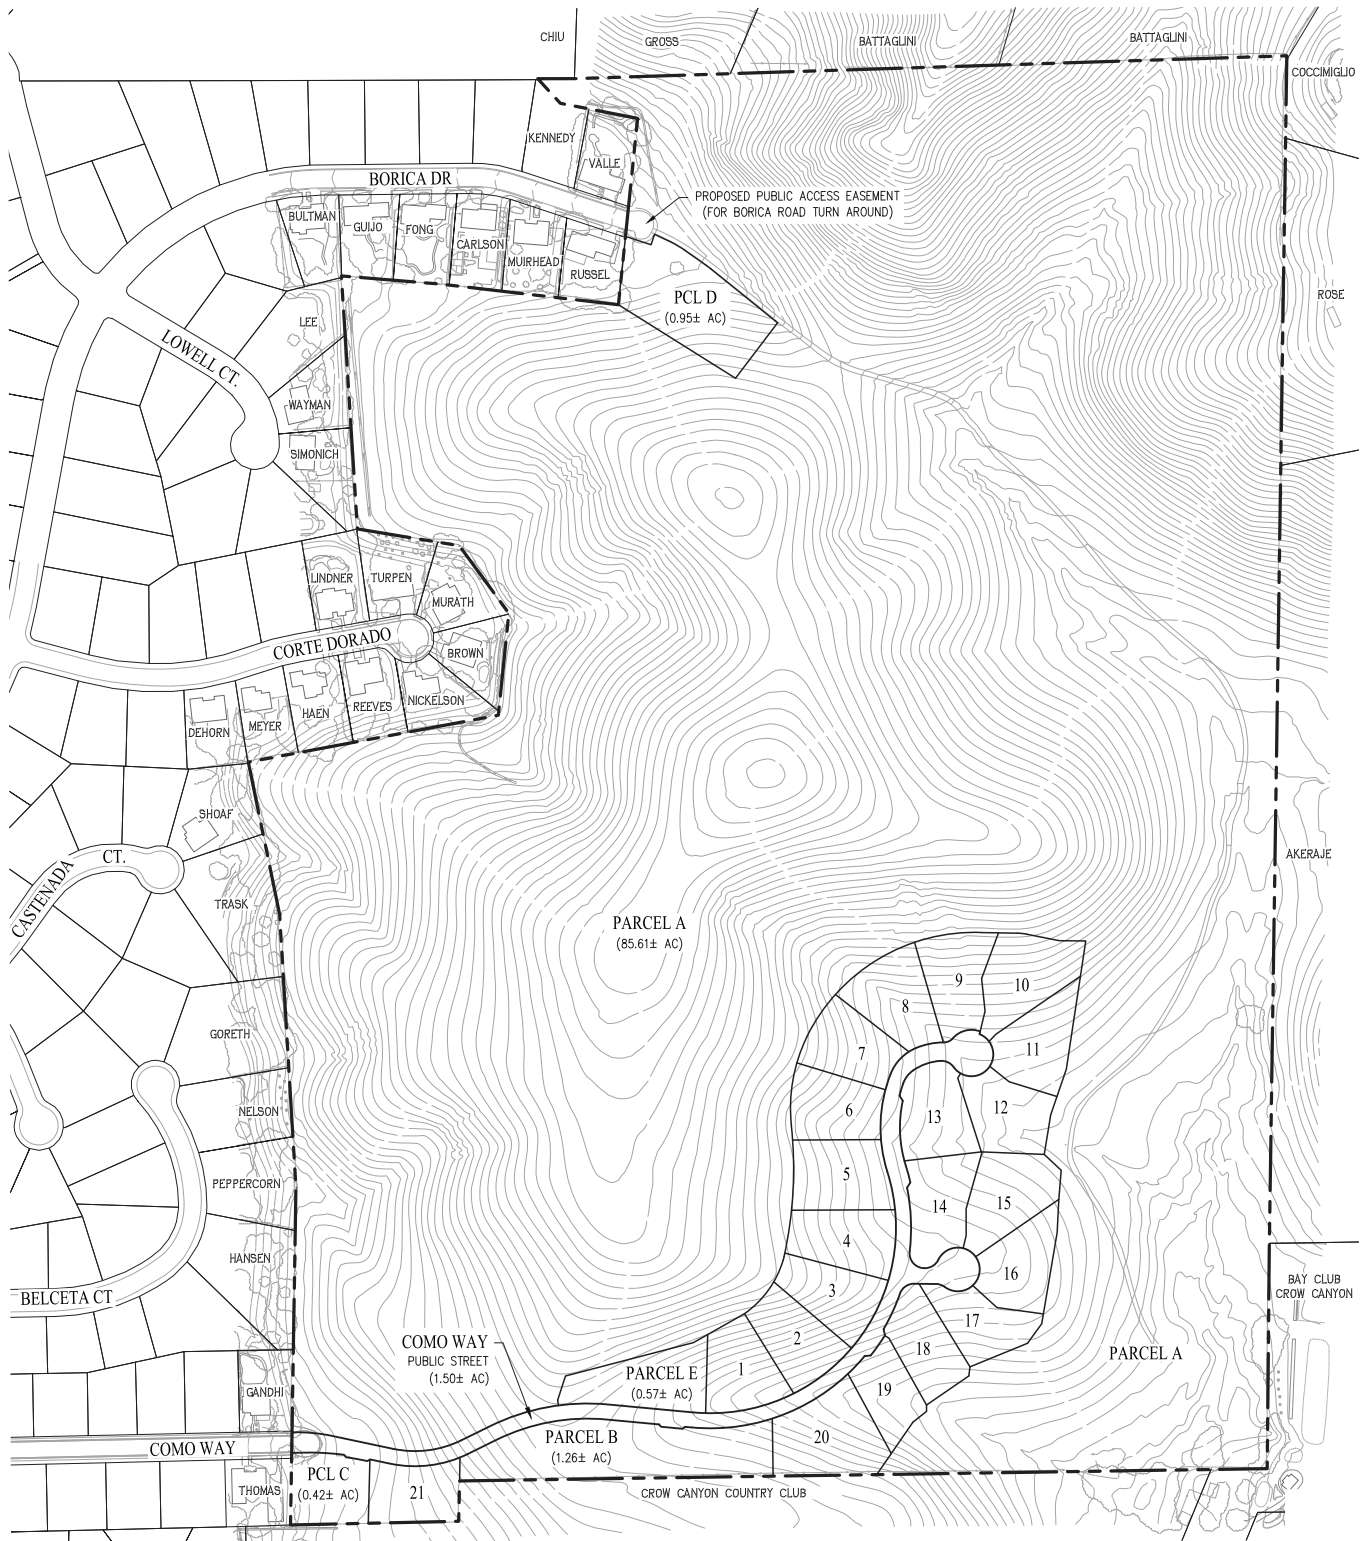 CHIU
GROSS
BATTAGLINI
BATTAGLINI
COCCIMIGLIO
KENNEDY
VALLE
BORICA DR
PROPOSED PUBLIC ACCESS EASEMENT
(FOR BORICA ROAD TURN AROUND)
BULTMAN
GUIJO
FONG
CARLSON
MUIRHEAD
RUSSEL
PCL D
(0.95± AC)
ROSE
LEE
LOWELL CT.
WAYMAN
SIMONICH
LINDNER
TURPEN
MURATH
CORTE DORADO
BROWN
NICKELSON
REEVES
HAEN
MEYER
DEHORN
SHOAF
CASTENADA
CT.
AKERAJE
TRASK
PARCEL A
(85.61± AC)
9
10
8
GORETH
7
11
NELSON
6
13
12
5
PEPPERCORN
14
15
4
HANSEN
16
3
BAY CLUB
CROW CANYON
BELCETA CT
17
2
18
COMO WAY
PUBLIC STREET
(1.50± AC)
PARCEL A
1
PARCEL E
(0.57± AC)
19
GANDHI
20
COMO WAY
PARCEL B
(1.26± AC)
PCL C
(0.42± AC)
THOMAS
21
CROW CANYON COUNTRY CLUB